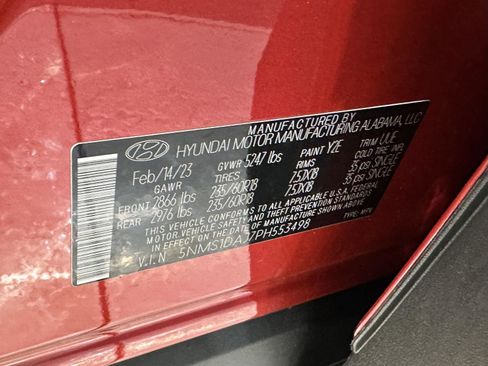 MANUFACTURED BY
HYUNDAI MOTOR MANUFACTURING ALABAMA, LLC
Feb/14/23 GVWR 5247 lbs PAINT Y2E TRIM UUE
GAWR TIRES RIMS COLD TIRE INFL
FRONT 2866 lbs 235/60R18 7.5JX18 35 psi SINGLE
REAR 2976 lbs 235/60R18 7.5JX18 35 psi SINGLE
THIS VEHICLE CONFORMS TO ALL APPLICABLE U.S.A. FEDERAL
MOTOR VEHICLE SAFETY AND THEFT PREVENTION STANDARDS
IN EFFECT ON THE DATE OF MANUFACTURE SHOWN ABOVE.
V.I.N 5NMS1DAJ7PH553498 TYPE: MPV